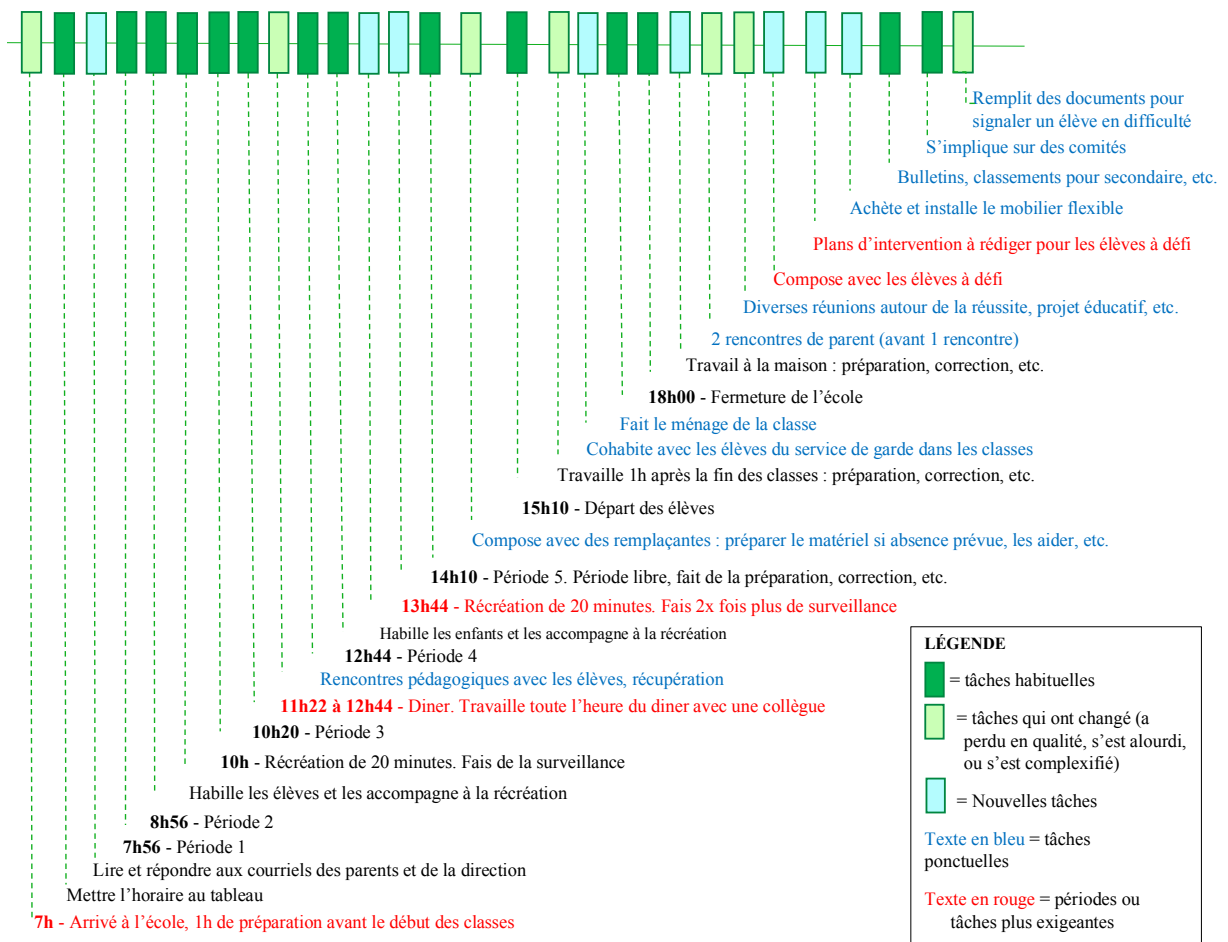 Remplit des documents pour
signaler un élève en difficulté
S'implique sur des comités
Bulletins, classements pour secondaire, etc.
Achète et installe le mobilier flexible
Plans d'intervention à rédiger pour les élèves à défi
Compose avec les élèves à défi
Diverses réunions autour de la réussite, projet éducatif, etc.
2 rencontres de parent (avant 1 rencontre)
Travail à la maison : préparation, correction, etc.
18h00 - Fermeture de l'école
Fait le ménage de la classe
Cohabite avec les élèves du service de garde dans les classes
Travaille 1h après la fin des classes : préparation, correction, etc.
15h10 - Départ des élèves
Compose avec des remplaçantes : préparer le matériel si absence prévue, les aider, etc.
14h10 - Période 5. Période libre, fait de la préparation, correction, etc.
13h44 - Récréation de 20 minutes. Fais 2x fois plus de surveillance
Habille les enfants et les accompagne à la récréation
12h44 - Période 4
Rencontres pédagogiques avec les élèves, récupération
11h22 à 12h44 - Diner. Travaille toute l'heure du diner avec une collègue
10h20 - Période 3
10h - Récréation de 20 minutes. Fais de la surveillance
Habille les élèves et les accompagne à la récréation
8h56 - Période 2
7h56 - Période 1
Lire et répondre aux courriels des parents et de la direction
Mettre l'horaire au tableau
7h - Arrivé à l'école, 1h de préparation avant le début des classes
LÉGENDE
= tâches habituelles
= tâches qui ont changé (a
perdu en qualité, s'est alourdi,
ou s'est complexifié)
= Nouvelles tâches
Texte en bleu = tâches
ponctuelles
Texte en rouge = périodes ou
tâches plus exigeantes